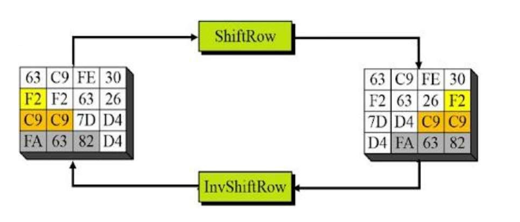 ShiftRow
63 C9 FE 30
F2 F2 63 26
C9 C9 7D D4
FA 63 82 D4
63 C9 FE 30
F2 63 26 F2
7D D4 C9 C9
D4 FA 63 82
InvShiftRow